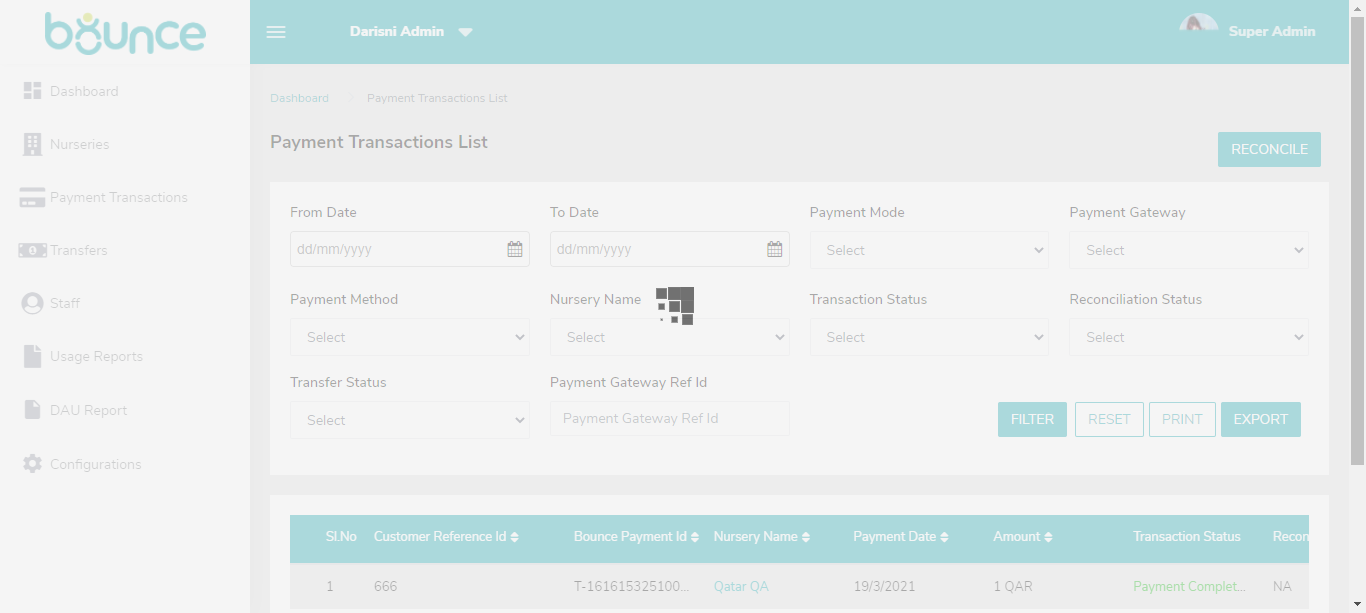 bounce
Darisni Admin
Super Admin
Dashboard
Nurseries
Payment Transactions
Transfers
Staff
Usage Reports
DAU Report
Configurations
Dashboard > Payment Transactions List
Payment Transactions List
RECONCILE
From Date To Date Payment Mode Payment Gateway
dd/mm/yyyy dd/mm/yyyy Select Select
Payment Method Nursery Name Transaction Status Reconciliation Status
Select Select Select Select
Transfer Status Payment Gateway Ref Id
Select Payment Gateway Ref Id FILTER RESET PRINT EXPORT
Sl.No Customer Reference Id Bounce Payment Id Nursery Name Payment Date Amount Transaction Status Recon
1 666 T-161615325100... Qatar QA 19/3/2021 1 QAR Payment Complet... NA